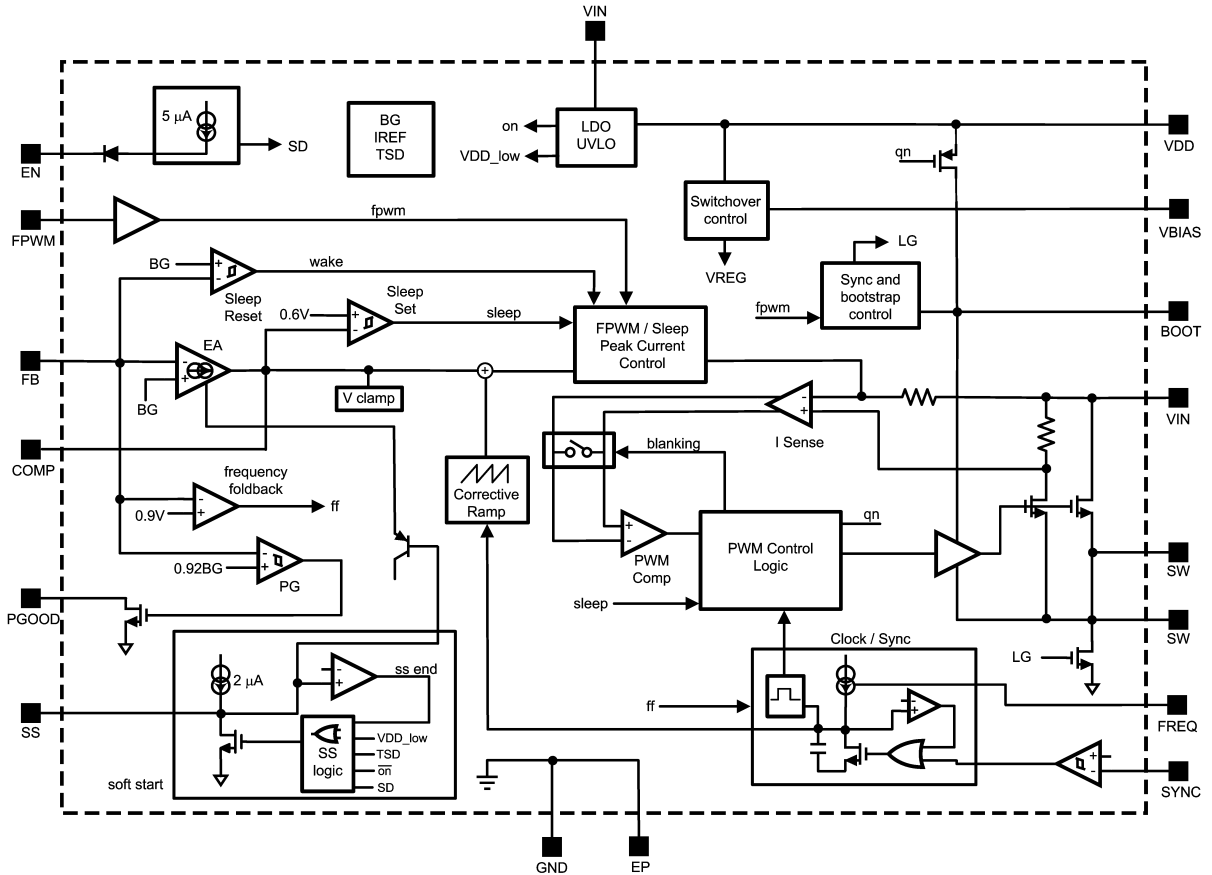 VIN
5 µA
SD
EN
BG
IREF
TSD
on
VDD_low
LDO
UVLO
VDD
qn
FPWM
fpwm
Switchover
control
VBIAS
VREG
LG
BG
+
-
wake
Sleep
Reset
Sleep
Set
0.6V
+
-
sleep
FPWM / Sleep
Peak Current
Control
fpwm
Sync and
bootstrap
control
BOOT
FB
EA
-
+
BG
+
V clamp
-
+
I Sense
VIN
COMP
blanking
frequency
foldback
-
+
0.9V
ff
Corrective
Ramp
+
-
PWM
Comp
PWM Control
Logic
qn
SW
-
+
0.92BG
PG
PGOOD
sleep
SW
Clock / Sync
LG
2 µA
-
+
ss end
SS
SS
logic
VDD_low
TSD
on
SD
soft start
ff
-
+
FREQ
+
-
SYNC
GND
EP